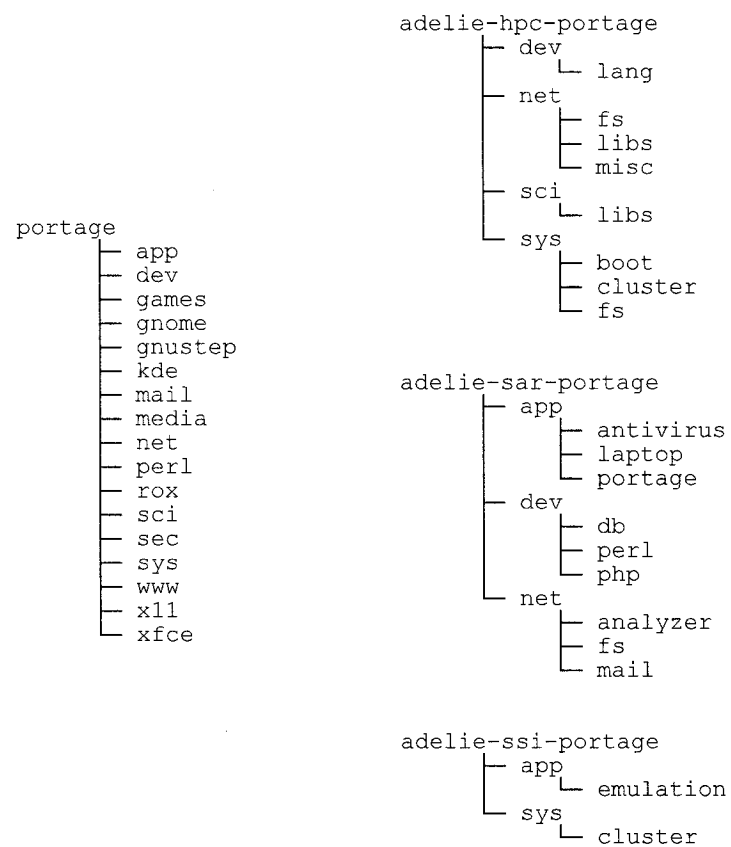 portage
app
dev
games
gnome
gnustep
kde
mail
media
net
perl
rox
sci
sec
sys
www
x11
xfce
adelie-hpc-portage
dev
lang
net
fs
libs
misc
sci
libs
sys
boot
cluster
fs
adelie-sar-portage
app
antivirus
laptop
portage
dev
db
perl
php
net
analyzer
fs
mail
adelie-ssi-portage
app
emulation
sys
cluster